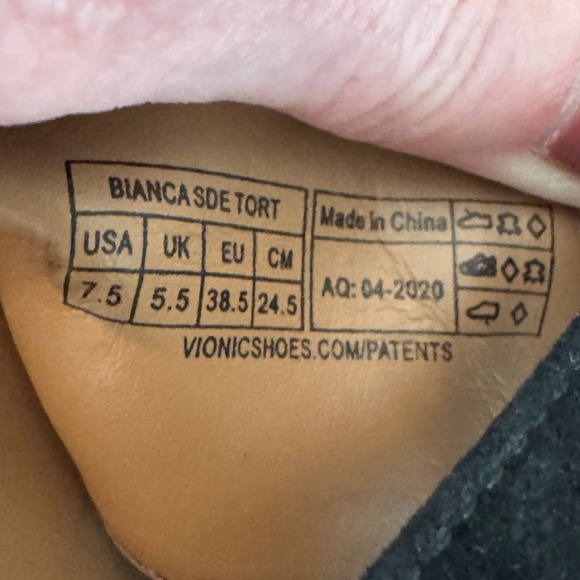 BIANCA SDE TORT
USA UK EU CM
7.5 5.5 38.5 24.5
Made in China
AQ: 04-2020
VIONICSHOES.COM/PATENTS